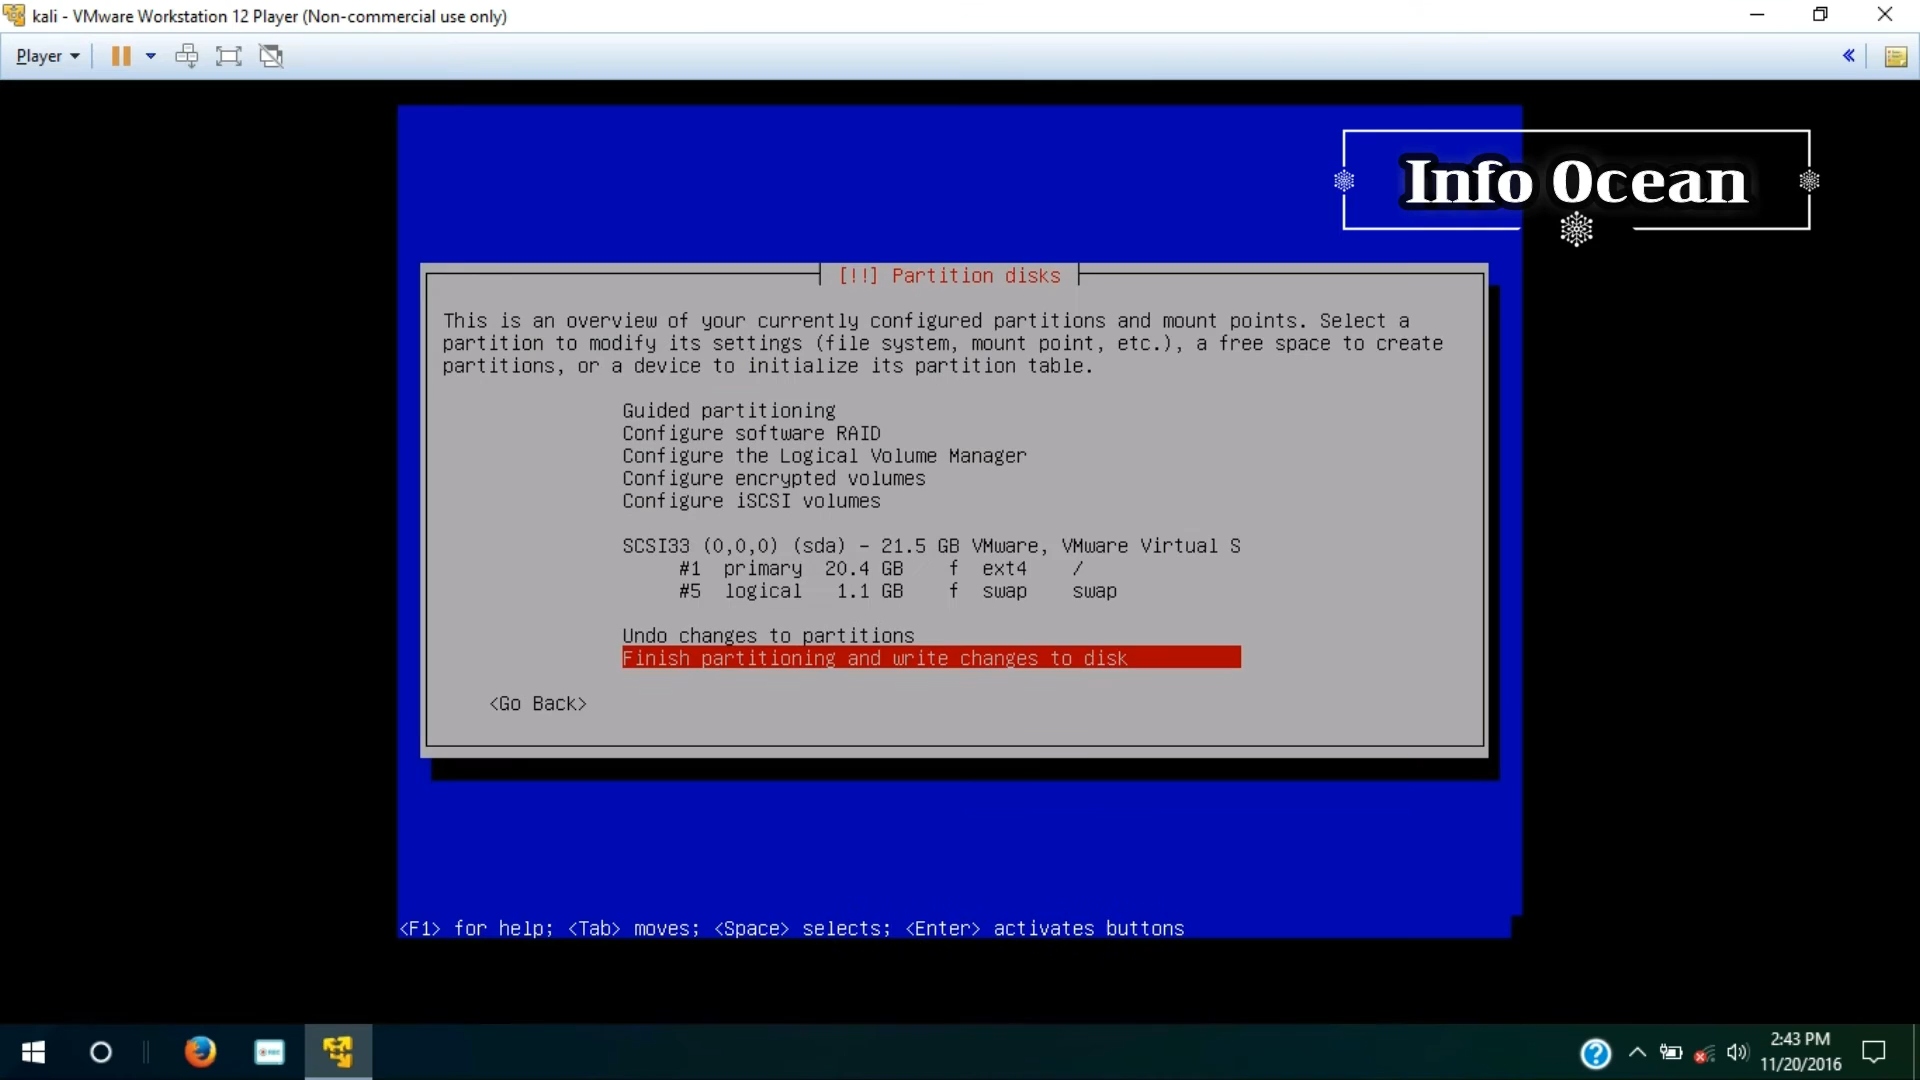 kali - VMware Workstation 12 Player (Non-commercial use only)
Player
Info Ocean
[!!] Partition disks
This is an overview of your currently configured partitions and mount points. Select a
partition to modify its settings (file system, mount point, etc.), a free space to create
partitions, or a device to initialize its partition table.
Guided partitioning
Configure software RAID
Configure the Logical Volume Manager
Configure encrypted volumes
Configure iSCSI volumes
SCSI33 (0,0,0) (sda) - 21.5 GB VMware, VMware Virtual S
#1 primary 20.4 GB f ext4 /
#5 logical 1.1 GB f swap swap
Undo changes to partitions
Finish partitioning and write changes to disk
<Go Back>
<F1> for help; <Tab> moves; <Space> selects; <Enter> activates buttons
2:43 PM
11/20/2016